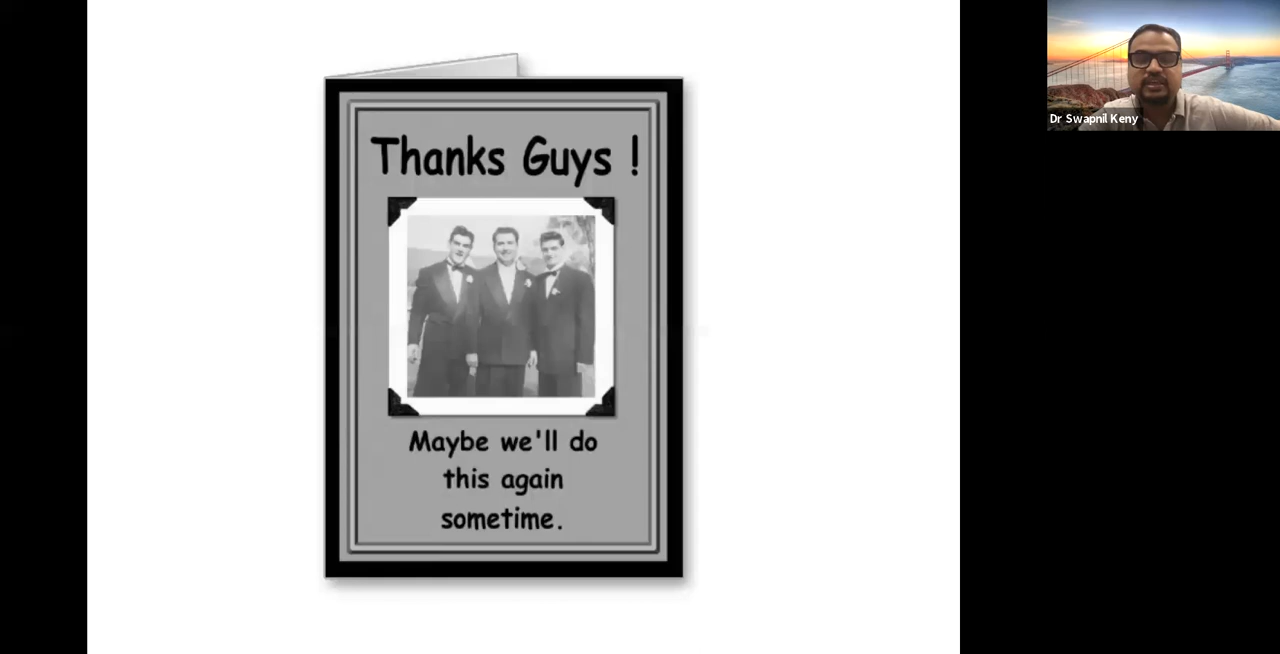 Thanks Guys !
Maybe we'll do
this again
sometime.
Dr Swapnil Keny